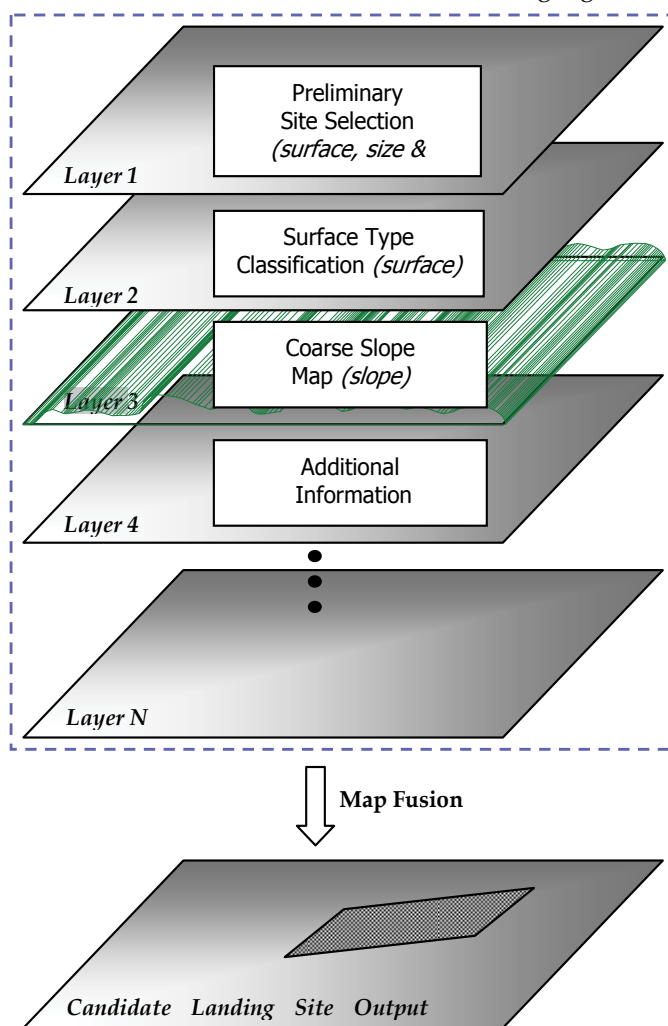 Preliminary
Site Selection
(surface, size &
Layer 1
Surface Type
Classification (surface)
Layer 2
Coarse Slope
Map (slope)
Layer 3
Additional
Information
Layer 4
Layer N
Map Fusion
Candidate Landing Site Output